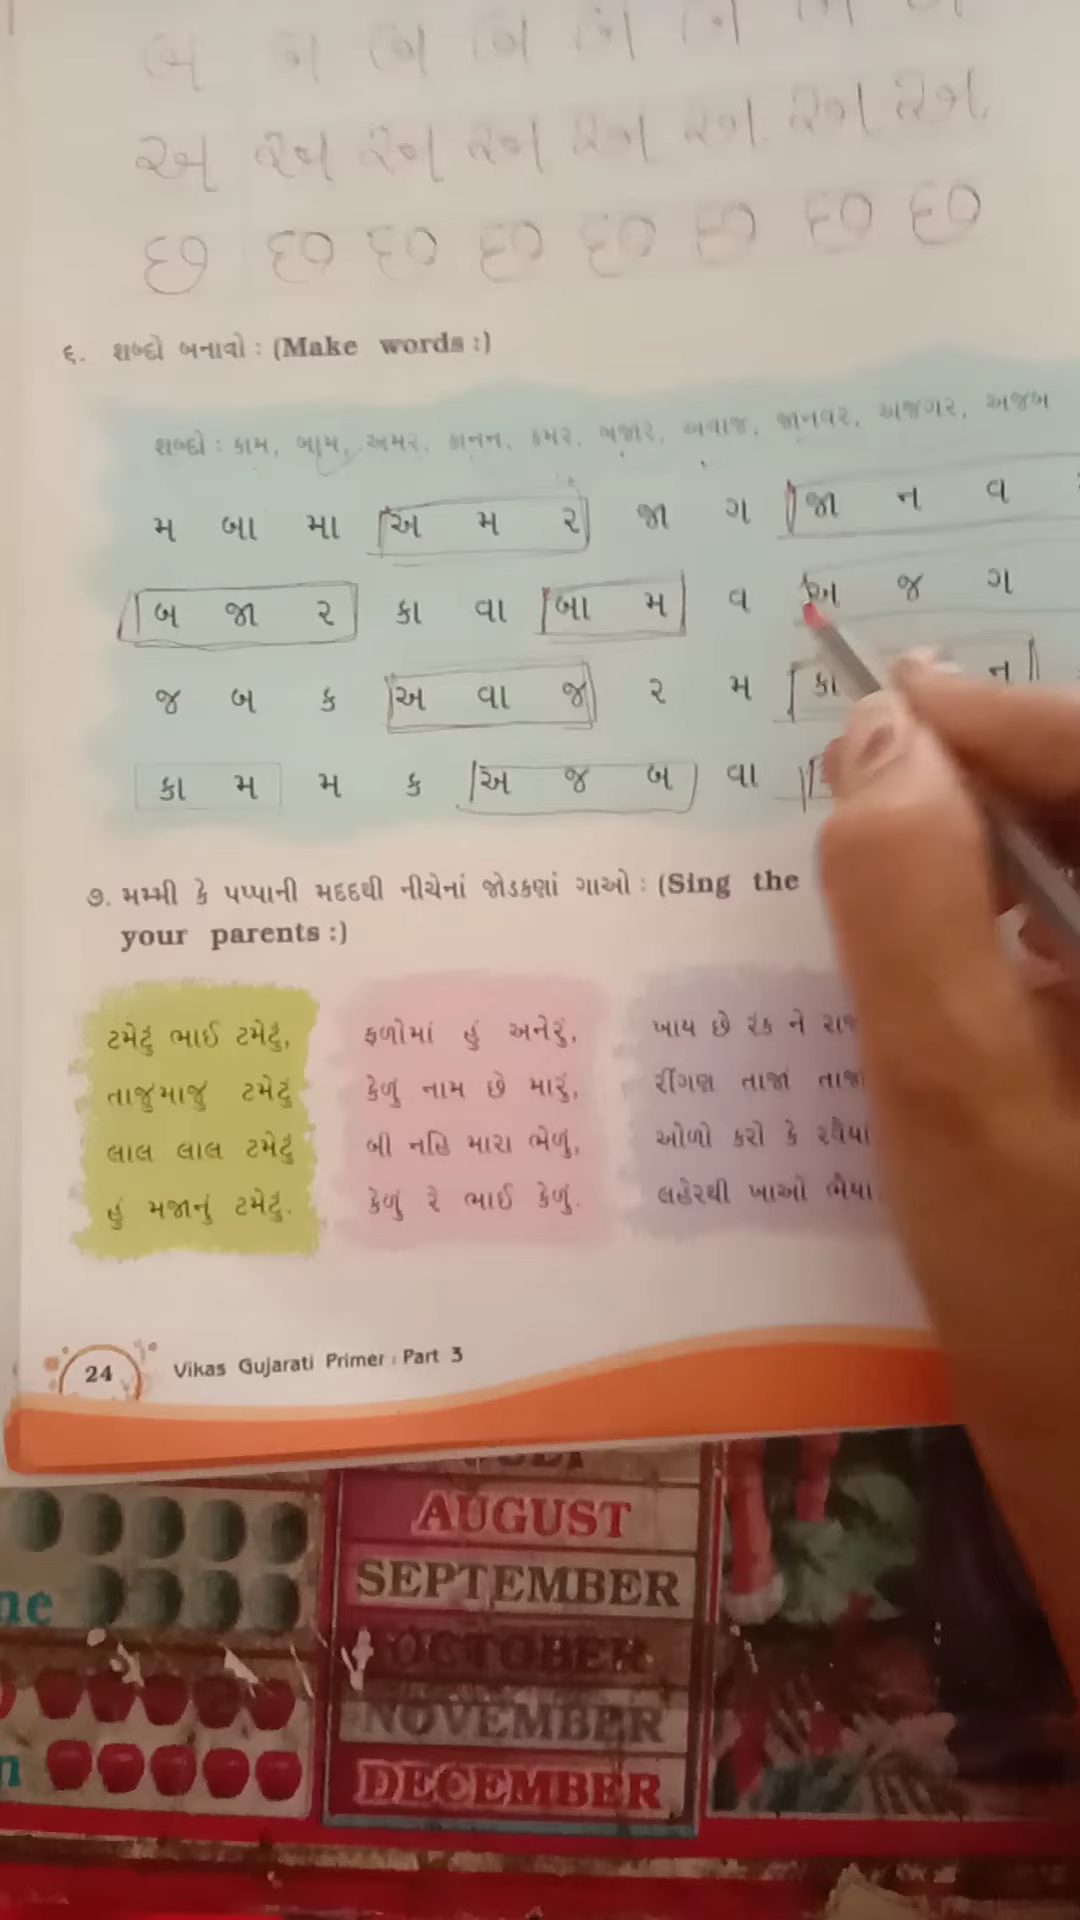 અ અ અ અ અ અ અ અ
છ છ છ છ છ છ છ છ
૬. શબ્દો બનાવો : (Make words :)
શબ્દો : કામ, બામ, અમર, કાનન, કમર, બજાર, અવાજ, જાનવર, અજગર, અજબ
મ બા મા અ મ ર જા ગ જા ન વ
બ જા ર કા વા બા મ વ અ જ ગ
જ બ ક અ વા જ ર મ કા ન
કા મ મ ક અ જ બ વા
૭. મમ્મી કે પપ્પાની મદદથી નીચેનાં જોડકણાં ગાઓ : (Sing the
your parents :)
ટમેટું ભાઈ ટમેટું,
તાજુમાજુ ટમેટું
લાલ લાલ ટમેટું
હું મજાનું ટમેટું.
ફળોમાં હું અનેરું,
કેળું નામ છે મારું,
બી નહિ મારા ભેળું,
કેળું રે ભાઈ કેળું.
ખાય છે રંક ને
રીંગણ તાજાં તાજાં
ઓળો કરો કે રવૈયાં
લહેરથી ખાઓ ભૈયા
24 Vikas Gujarati Primer : Part 3
AUGUST
SEPTEMBER
OCTOBER
NOVEMBER
DECEMBER